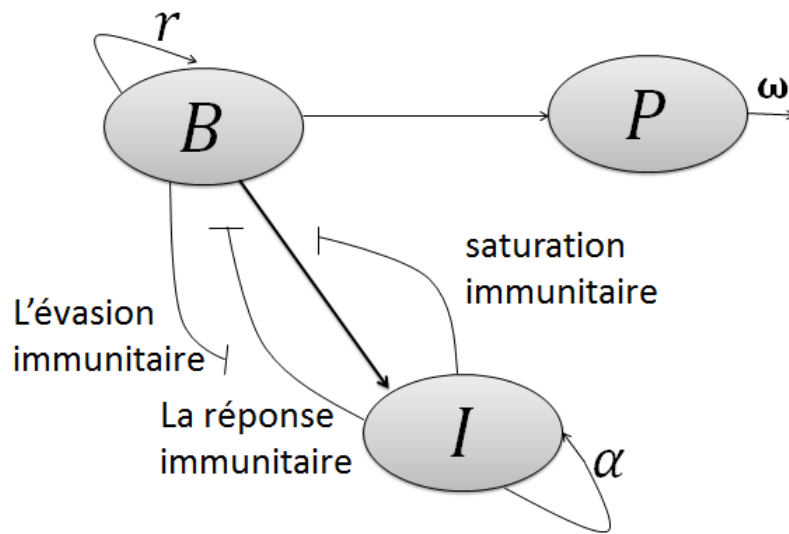 r
B
P
ω
saturation
immunitaire
L'évasion
immunitaire
La réponse
immunitaire
I
α